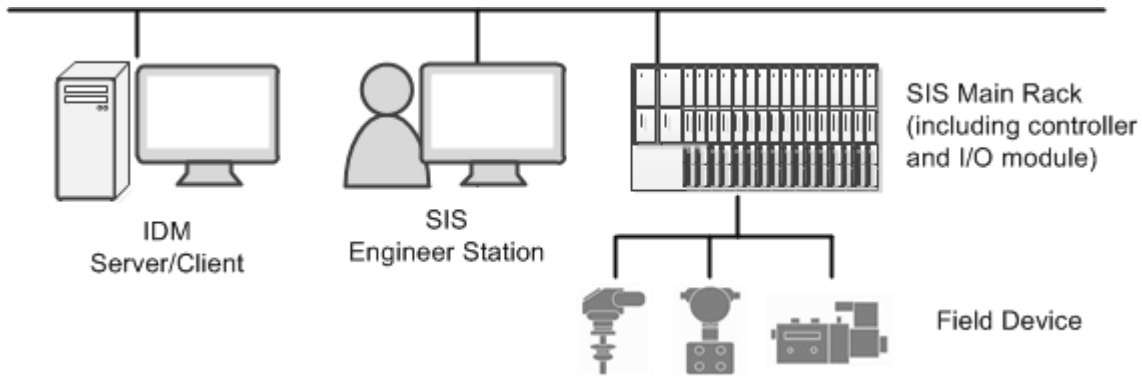 IDM
Server/Client
SIS
Engineer Station
SIS Main Rack
(including controller
and I/O module)
Field Device